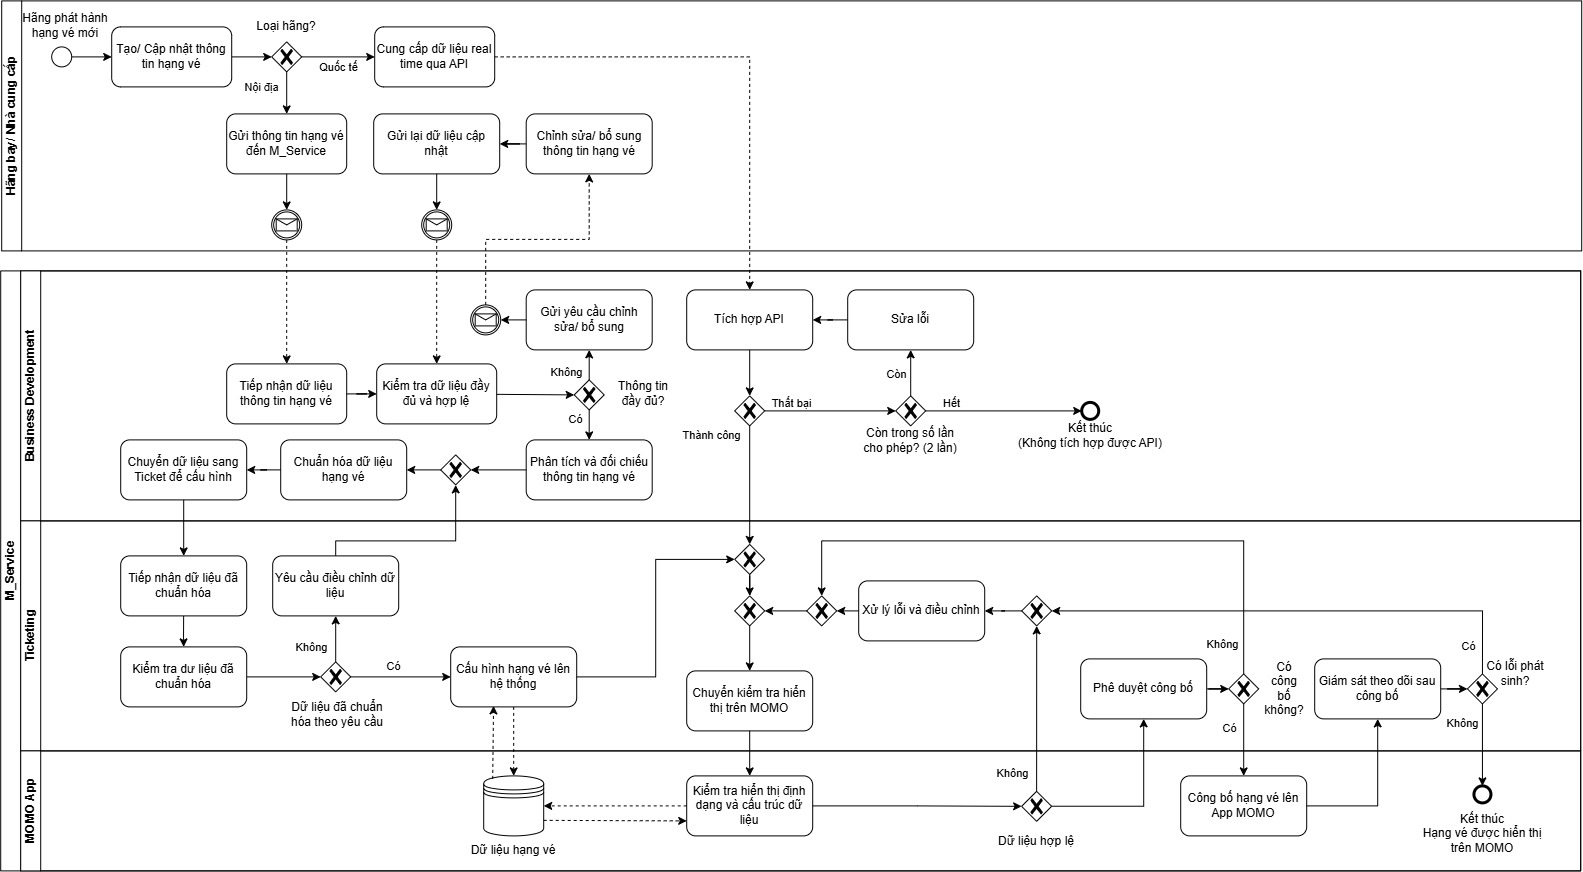 Hãng phát hành
hạng vé mới
Hãng bay/ Nhà cung cấp
Tạo/ Cập nhật thông
tin hạng vé
Loại hãng?
Quốc tế
Nội địa
Cung cấp dữ liệu real
time qua API
Gửi thông tin hạng vé
đến M_Service
Gửi lại dữ liệu cập
nhật
Chỉnh sửa/ bổ sung
thông tin hạng vé
M_Service
Business Development
Gửi yêu cầu chỉnh
sửa/ bổ sung
Tích hợp API
Sửa lỗi
Không
Còn
Tiếp nhận dữ liệu
thông tin hạng vé
Kiểm tra dữ liệu đầy
đủ và hợp lệ
Thông tin
đầy đủ?
Có
Thất bại
Hết
Thành công
Còn trong số lần
cho phép? (2 lần)
Kết thúc
(Không tích hợp được API)
Chuyển dữ liệu sang
Ticket để cấu hình
Chuẩn hóa dữ liệu
hạng vé
Phân tích và đối chiếu
thông tin hạng vé
Ticketing
Tiếp nhận dữ liệu đã
chuẩn hóa
Yêu cầu điều chỉnh dữ
liệu
Xử lý lỗi và điều chỉnh
Không
Kiểm tra dư liệu đã
chuẩn hóa
Có
Dữ liệu đã chuẩn
hóa theo yêu cầu
Cấu hình hạng vé lên
hệ thống
Chuyển kiểm tra hiển
thị trên MOMO
Phê duyệt công bố
Không
Có
công
bố
không?
Có
Giám sát theo dõi sau
công bố
Có
Có lỗi phát
sinh?
Không
MOMO App
Dữ liệu hạng vé
Kiểm tra hiển thị định
dạng và cấu trúc dữ
liệu
Không
Dữ liệu hợp lệ
Công bố hạng vé lên
App MOMO
Kết thúc
Hạng vé được hiển thị
trên MOMO